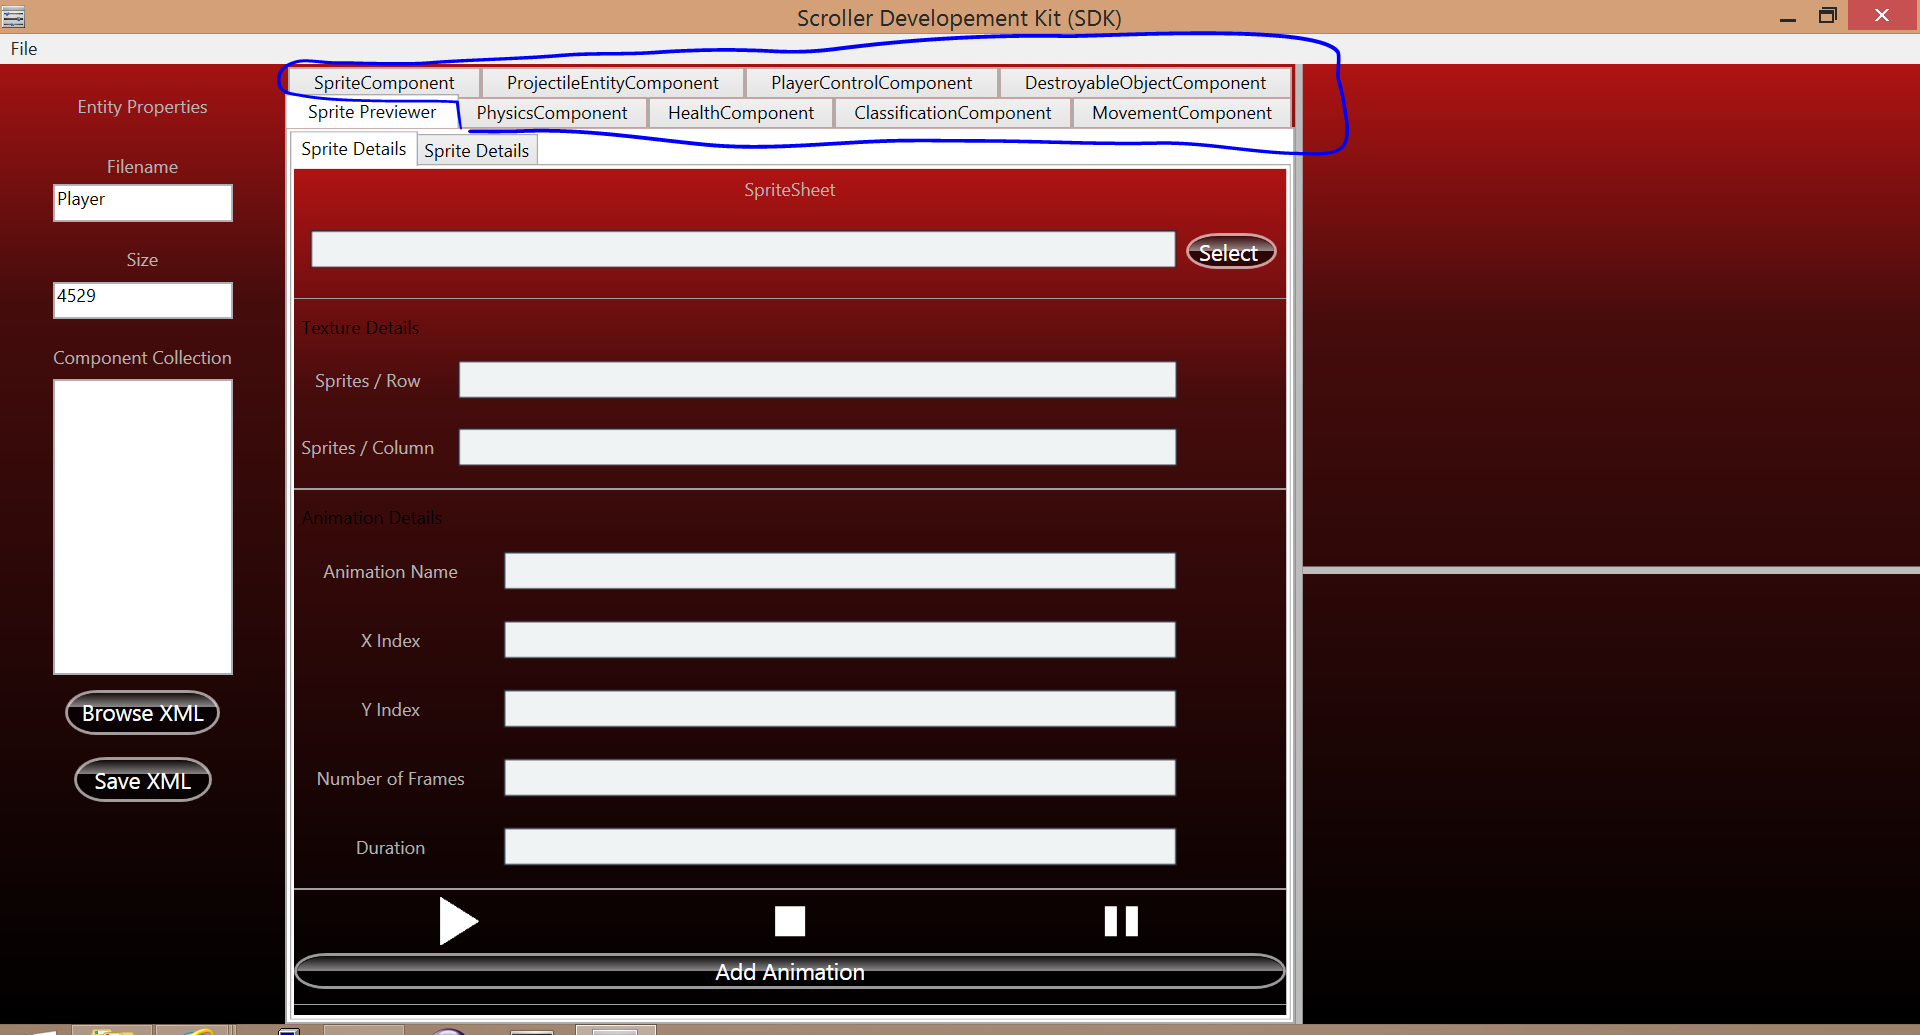 Scroller Developement Kit (SDK)
File
Entity Properties
Filename
Player
Size
4529
Component Collection
Browse XML
Save XML
SpriteComponent ProjectileEntityComponent PlayerControlComponent DestroyableObjectComponent
Sprite Previewer PhysicsComponent HealthComponent ClassificationComponent MovementComponent
Sprite Details Sprite Details
SpriteSheet
Select
Texture Details
Sprites / Row
Sprites / Column
Animation Details
Animation Name
X Index
Y Index
Number of Frames
Duration
Add Animation